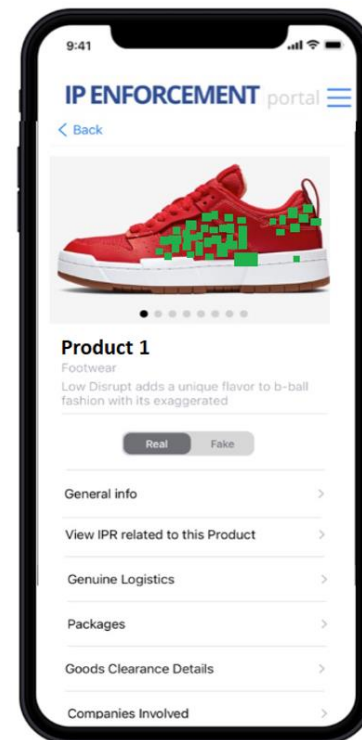 9:41
IP ENFORCEMENT portal
Back
Product 1
Footwear
Low Disrupt adds a unique flavor to b-ball
fashion with its exaggerated
Real Fake
General info
View IPR related to this Product
Genuine Logistics
Packages
Goods Clearance Details
Companies Involved